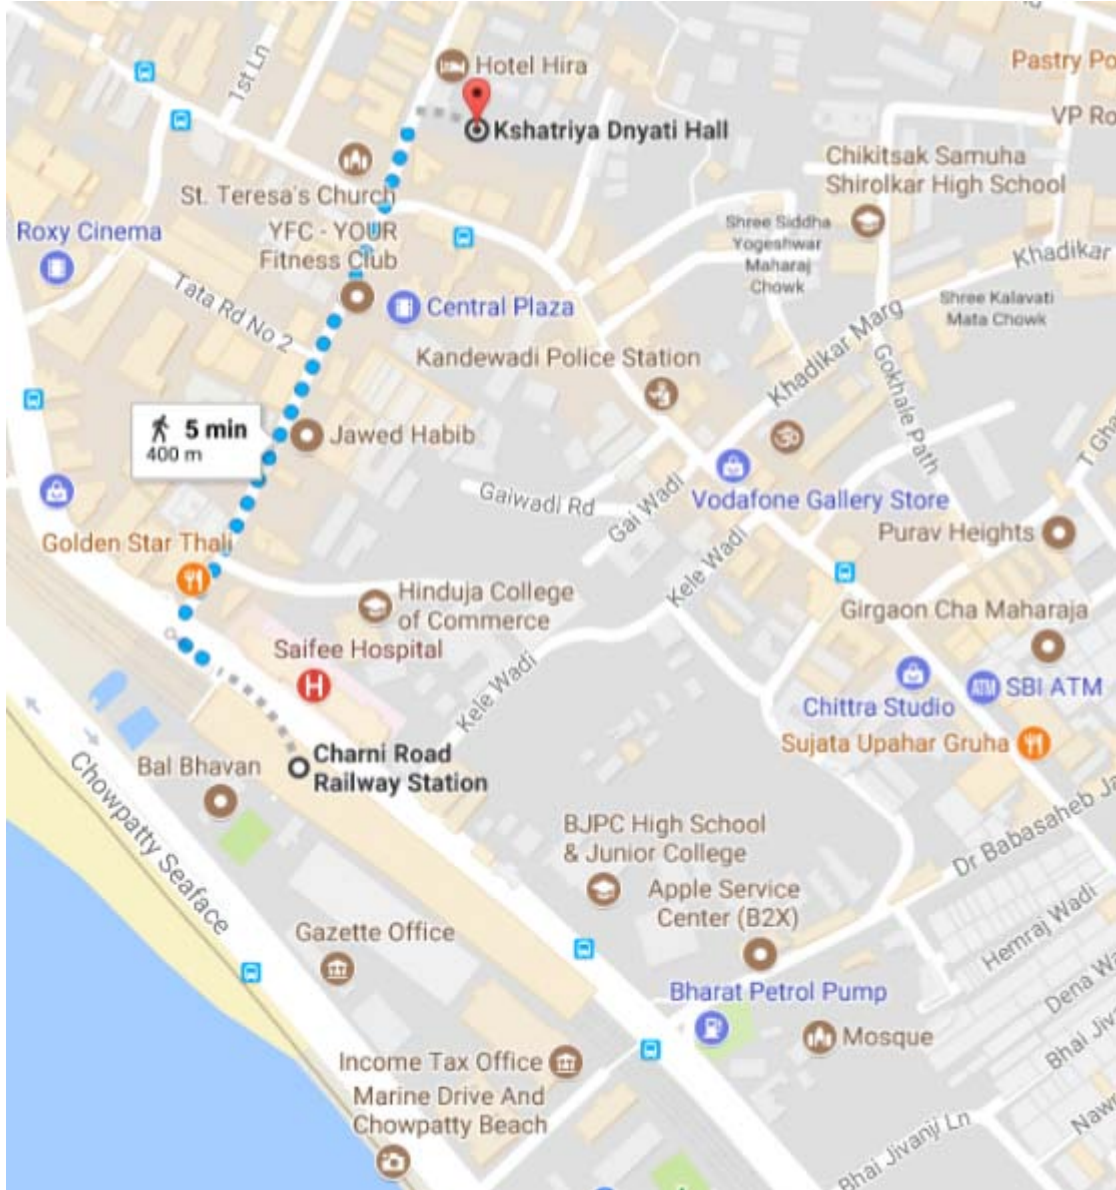 Hotel Hira
Pastry Po
1st Ln
Kshatriya Dnyati Hall
VP Ro
Chikitsak Samuha
Shirolkar High School
St. Teresa's Church
Roxy Cinema
YFC - YOUR
Fitness Club
Shree Siddha
Yogeshwar
Maharaj
Chowk
Khadikar
Tata Rd No 2
Central Plaza
Shree Kalavati
Mata Chowk
Kandewadi Police Station
Khadikar Marg
Gokhale Path
5 min
400 m
Jawed Habib
T Gha
Gaiwadi Rd
Gai Wadi
Vodafone Gallery Store
Purav Heights
Golden Star Thali
Kele Wadi
Hinduja College
of Commerce
Girgaon Cha Maharaja
Saifee Hospital
H
Kele Wadi
Chittra Studio
ATM
SBI ATM
Sujata Upahar Gruha
Charni Road
Railway Station
Bal Bhavan
Chowpatty Seaface
BJPC High School
& Junior College
Dr Babasaheb Ja
Apple Service
Center (B2X)
Gazette Office
Hemraj Wadi
Bharat Petrol Pump
Dena Wa
Mosque
Bhai Jiva
Income Tax Office
Marine Drive And
Chowpatty Beach
Bhai Jivanji Ln
Nawr